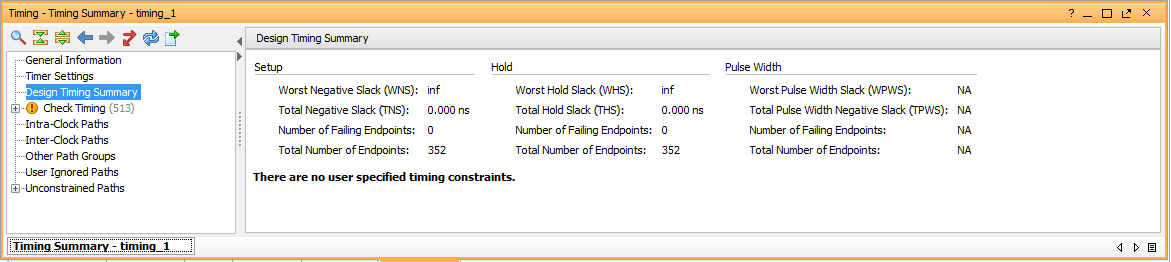 Timing - Timing Summary - timing_1
General Information
Timer Settings
Design Timing Summary
Check Timing (513)
Intra-Clock Paths
Inter-Clock Paths
Other Path Groups
User Ignored Paths
Unconstrained Paths
Design Timing Summary
Setup Hold Pulse Width
Worst Negative Slack (WNS): inf Worst Hold Slack (WHS): inf Worst Pulse Width Slack (WPWS): NA
Total Negative Slack (TNS): 0.000 ns Total Hold Slack (THS): 0.000 ns Total Pulse Width Negative Slack (TPWS): NA
Number of Failing Endpoints: 0 Number of Failing Endpoints: 0 Number of Failing Endpoints: NA
Total Number of Endpoints: 352 Total Number of Endpoints: 352 Total Number of Endpoints: NA
There are no user specified timing constraints.
Timing Summary - timing_1